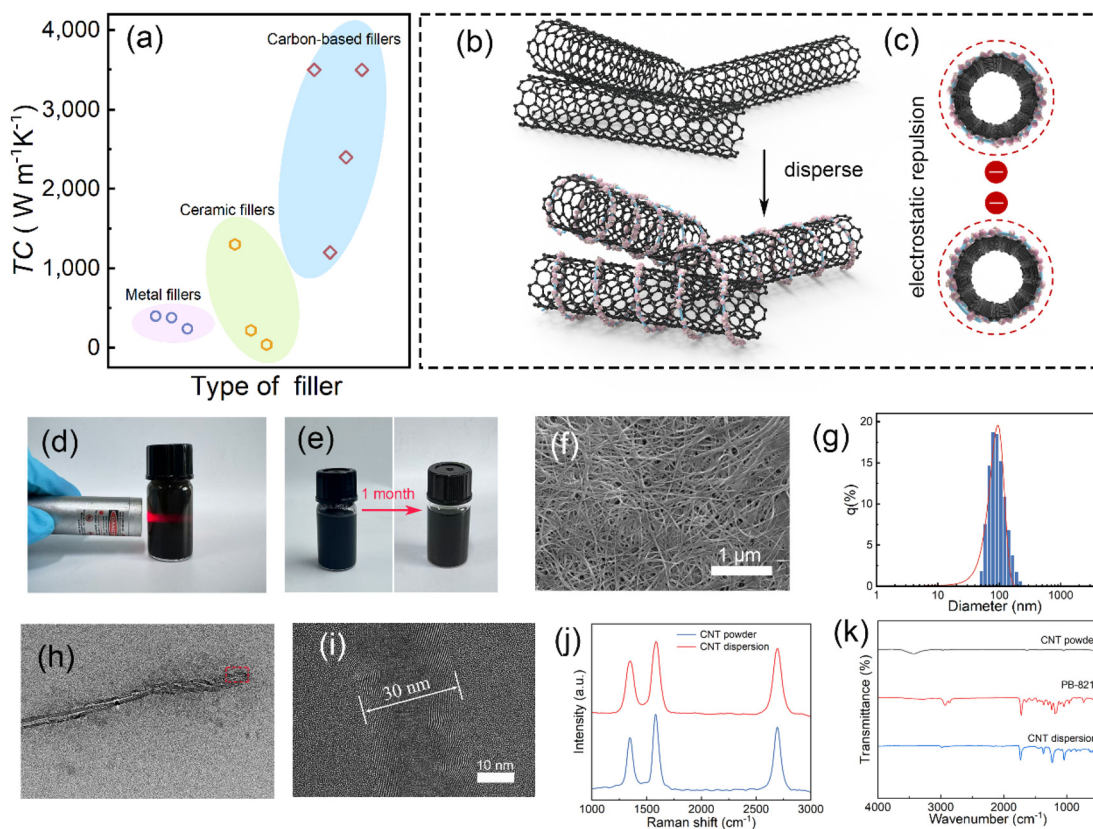 (a)
4,000
3,000
2,000
1,000
0
TC ( W m⁻¹K⁻¹)
Carbon-based fillers
Ceramic fillers
Metal fillers
Type of filler
(b)
disperse
(c)
electrostatic repulsion
(d)
(e)
1 month
(f)
1 μm
(g)
20
15
10
5
0
q(%)
1 10 100 1000
Diameter (nm)
(h)
(i)
30 nm
10 nm
(j)
CNT powder
CNT dispersion
Intensity (a.u.)
1000 1500 2000 2500 3000
Raman shift (cm⁻¹)
(k)
CNT powder
PB-821
CNT dispersion
Transmittance (%)
4000 3000 2000 1000
Wavenumber (cm⁻¹)